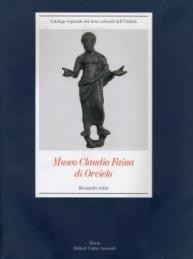 Catalogo regionale dei beni culturali dell'Umbria
Museo Claudio Faina
di Orvieto
Bronzetti votivi
Electa
Editori Umbri Associati